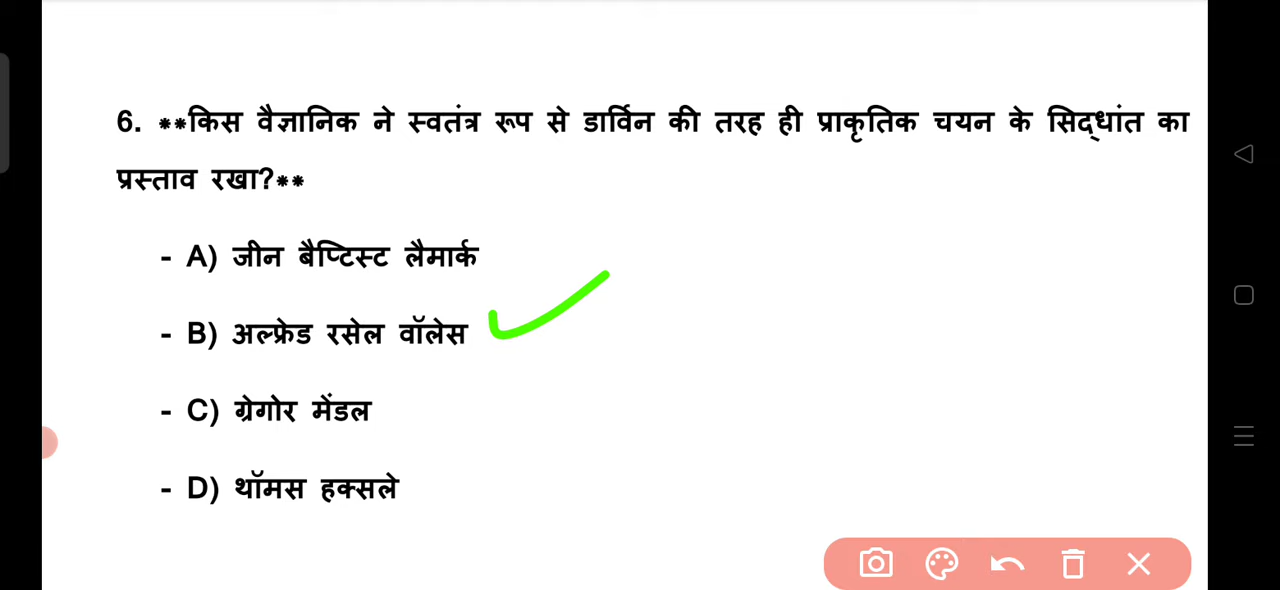 6. **किस वैज्ञानिक ने स्वतंत्र रूप से डार्विन की तरह ही प्राकृतिक चयन के सिद्धांत का
प्रस्ताव रखा?**
- A) जीन बैप्टिस्ट लैमार्क
- B) अल्फ्रेड रसेल वॉलेस
- C) ग्रेगोर मेंडल
- D) थॉमस हक्सले